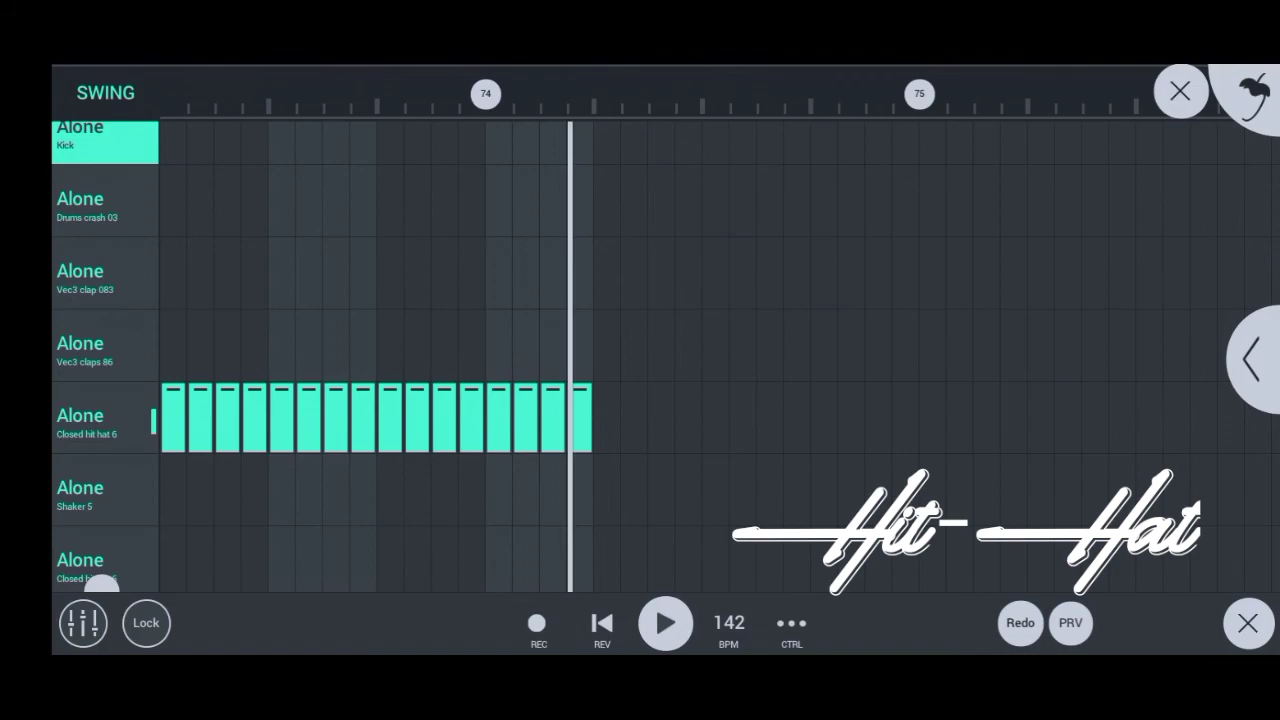 SWING
74
75
Alone
Kick
Alone
Drums crash 03
Alone
Vec3 clap 083
Alone
Vec3 claps 86
Alone
Closed hit hat 6
Alone
Shaker 5
Alone
Closed
Hit- Hat
Lock
REC
REV
142
BPM
CTRL
Redo
PRV